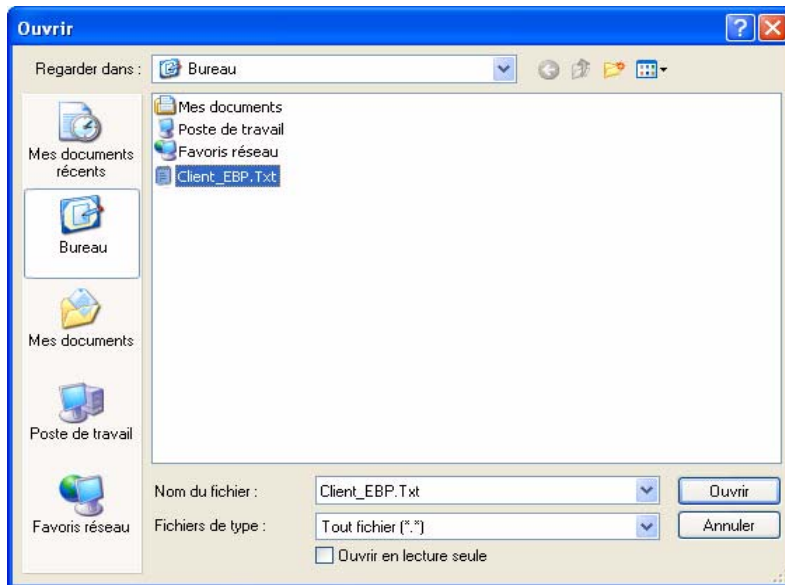 Ouvrir
Regarder dans :
Bureau
Mes documents
récents
Bureau
Mes documents
Poste de travail
Favoris réseau
Mes documents
Poste de travail
Favoris réseau
Client_EBP.Txt
Nom du fichier :
Client_EBP.Txt
Ouvrir
Fichiers de type :
Tout fichier (*.*)
Annuler
Ouvrir en lecture seule